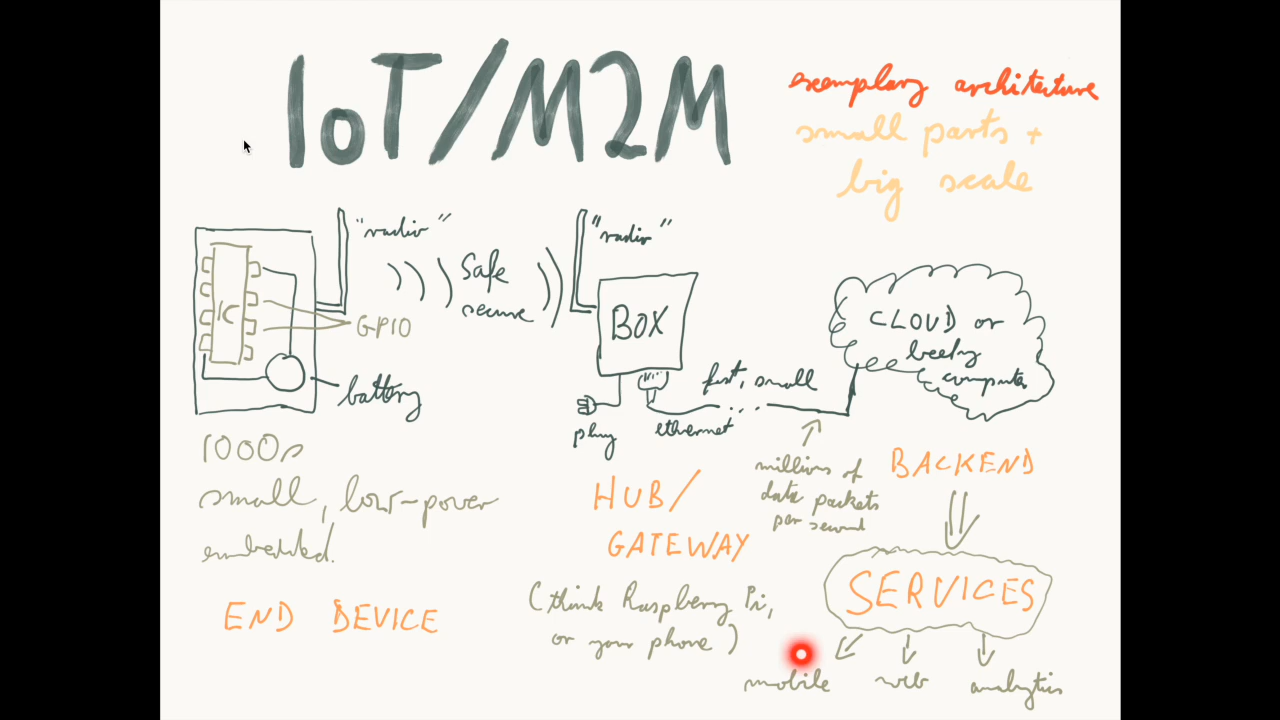 IoT/M2M
exemplary architecture
small parts +
big scale
"radio"
Safe
secure
"radio"
IC
GPIO
battery
BOX
plug
ethernet
fast, small
CLOUD or
beefy
computer
1000s
small, low-power
embedded.
END DEVICE
HUB/
GATEWAY
(think Raspberry Pi,
or your phone)
millions of
data packets
per second
BACKEND
SERVICES
mobile
web
analytics